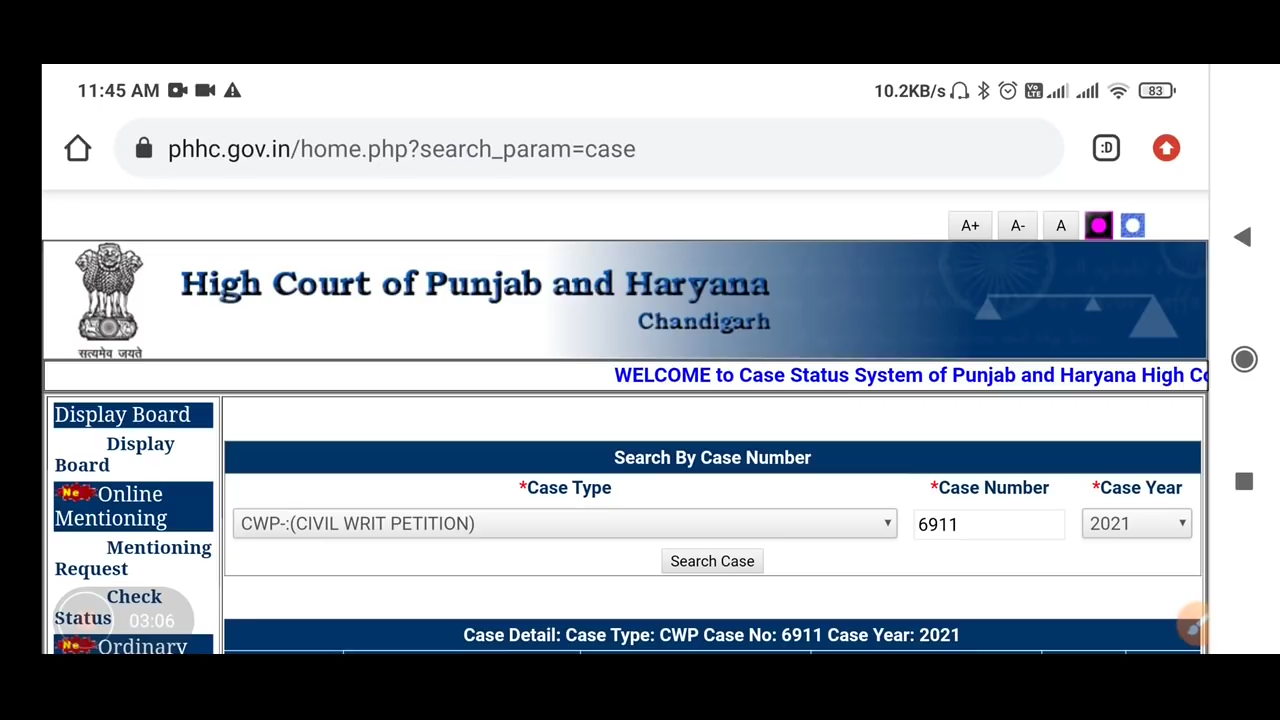 11:45 AM
10.2KB/s
Vo LTE
83
phhc.gov.in/home.php?search_param=case
:D
A+ A- A
High Court of Punjab and Haryana
Chandigarh
सत्यमेव जयते
WELCOME to Case Status System of Punjab and Haryana High
Display Board
Display
Board
Online
Mentioning
Mentioning
Request
Check
Status
03:06
Ordinary
Search By Case Number
*Case Type *Case Number *Case Year
CWP-:(CIVIL WRIT PETITION) 6911 2021
Search Case
Case Detail: Case Type: CWP Case No: 6911 Case Year: 2021